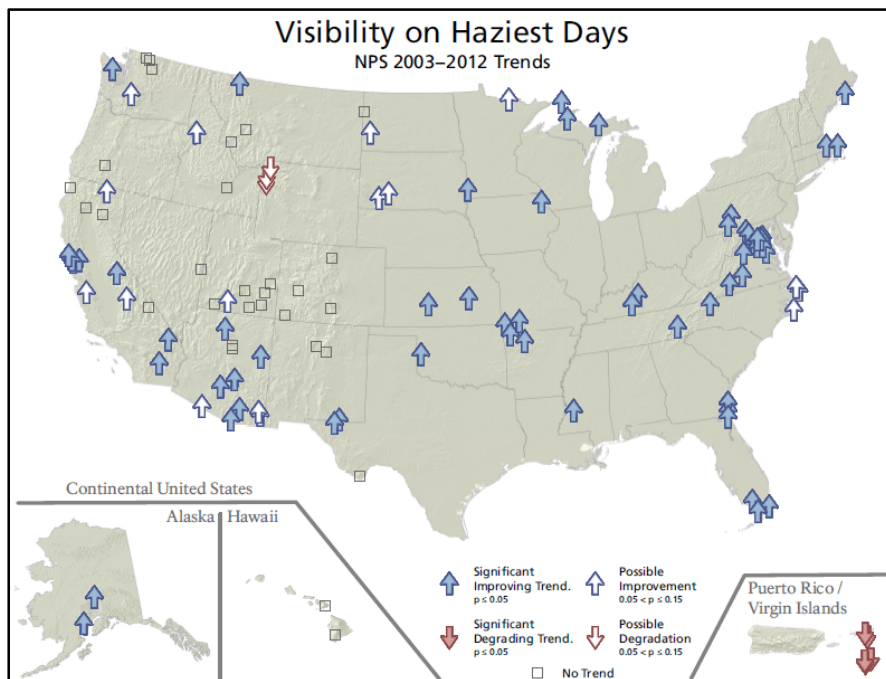 Visibility on Haziest Days
NPS 2003–2012 Trends
Continental United States
Alaska
Hawaii
Significant
Improving Trend.
p ≤ 0.05
Possible
Improvement
0.05 < p ≤ 0.15
Significant
Degrading Trend.
p ≤ 0.05
Possible
Degradation
0.05 < p ≤ 0.15
No Trend
Puerto Rico /
Virgin Islands